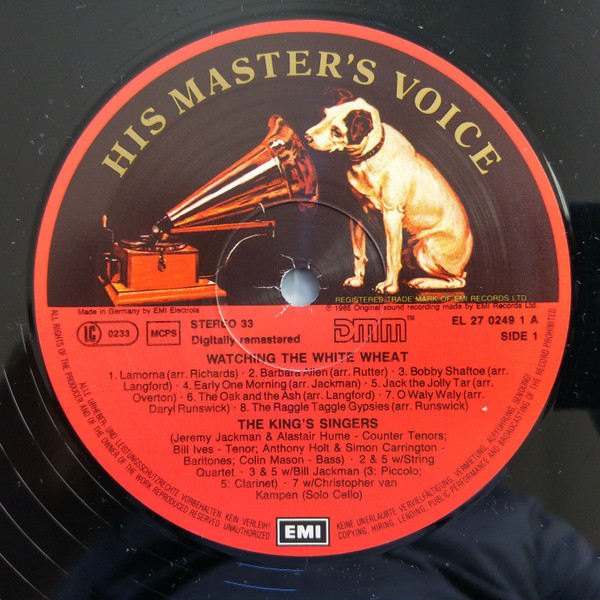 HIS MASTER'S VOICE
REGISTERED TRADE MARK OF EMI RECORDS LTD
Made in Germany by EMI Electrola
℗ 1985 Original sound recording made by EMI Records Ltd.
LC 0233 MCPS
STEREO 33
Digitally remastered
DMM™
EL 27 0249 1 A
SIDE 1
WATCHING THE WHITE WHEAT
1. Lamorna (arr. Richards) · 2. Barbara Allen (arr. Rutter) · 3. Bobby Shaftoe (arr.
Langford) · 4. Early One Morning (arr. Jackman) · 5. Jack the Jolly Tar (arr.
Overton) · 6. The Oak and the Ash (arr. Langford) · 7. O Waly Waly (arr.
Daryl Runswick) · 8. The Raggle Taggle Gypsies (arr. Runswick)
THE KING'S SINGERS
(Jeremy Jackman & Alastair Hume - Counter Tenors;
Bill Ives - Tenor; Anthony Holt & Simon Carrington -
Baritones; Colin Mason - Bass) · 2 & 5 w/String
Quartet · 3 & 5 w/Bill Jackman (3: Piccolo;
5: Clarinet) · 7 w/Christopher van
Kampen (Solo Cello)
EMI
ALL RIGHTS OF THE PRODUCER AND OF THE OWNER OF THE WORK REPRODUCED RESERVED. UNAUTHORIZED
COPYING, HIRING, LENDING, PUBLIC PERFORMANCE AND BROADCASTING OF THE RECORD PROHIBITED.
ALLE URHEBER- UND LEISTUNGSSCHUTZRECHTE VORBEHALTEN. KEIN VERLEIH!
KEINE UNERLAUBTE VERVIELFÄLTIGUNG, VERMIETUNG, AUFFÜHRUNG, SENDUNG!